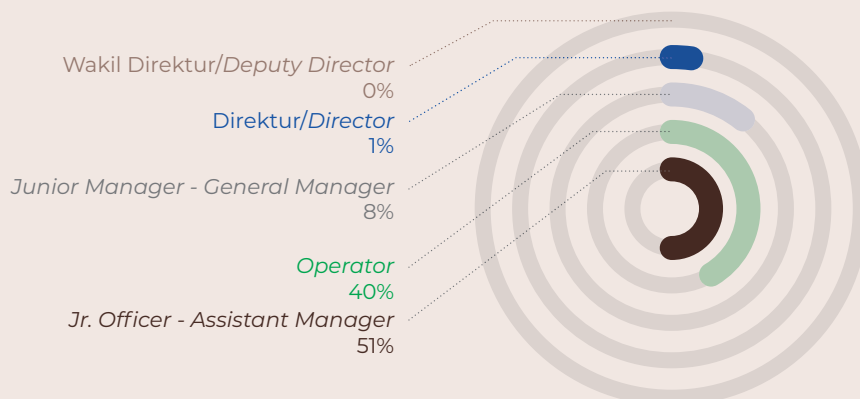 Wakil Direktur/Deputy Director
0%
Direktur/Director
1%
Junior Manager - General Manager
8%
Operator
40%
Jr. Officer - Assistant Manager
51%